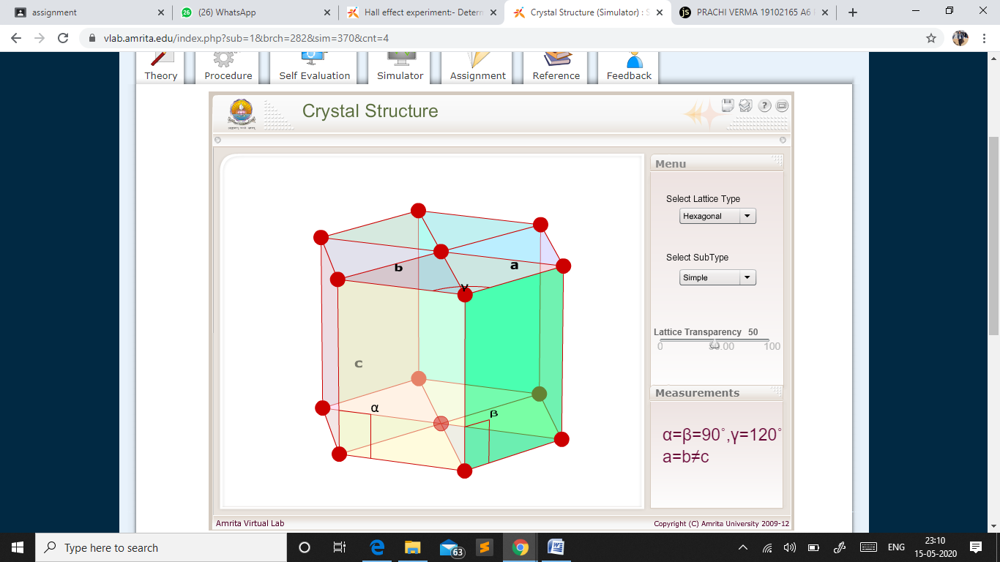 assignment
(26) WhatsApp
Hall effect experiment:- Determ
Crystal Structure (Simulator) : S
PRACHI VERMA 19102165 A6
vlab.amrita.edu/index.php?sub=1&brch=282&sim=370&cnt=4
Theory
Procedure
Self Evaluation
Simulator
Assignment
Reference
Feedback
Crystal Structure
Menu
Select Lattice Type
Hexagonal
Select SubType
Simple
Lattice Transparency 50
0 50.00 100
b
a
γ
c
α
β
Measurements
α=β=90°,γ=120°
a=b≠c
Amrita Virtual Lab
Copyright (C) Amrita University 2009-12
Type here to search
63
ENG
23:10
15-05-2020